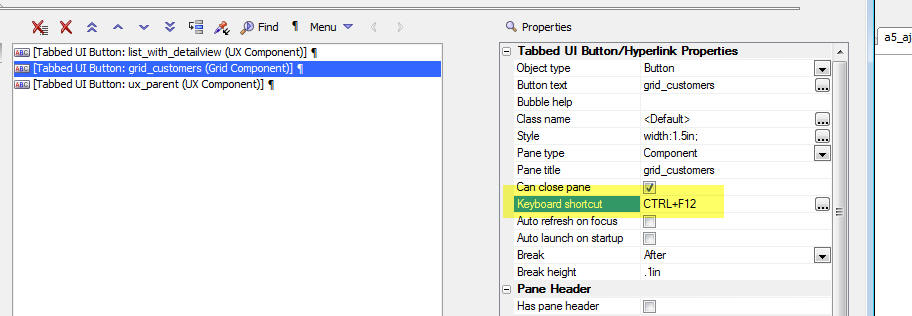 Find ¶ Menu
ABC [Tabbed UI Button: list_with_detailview (UX Component)] ¶
ABC [Tabbed UI Button: grid_customers (Grid Component)] ¶
ABC [Tabbed UI Button: ux_parent (UX Component)] ¶
Properties
Tabbed UI Button/Hyperlink Properties
Object type Button
Button text grid_customers ...
Bubble help
Class name <Default> ...
Style width:1.5in; ...
Pane type Component
Pane title grid_customers
Can close pane
Keyboard shortcut CTRL+F12 ...
Auto refresh on focus
Auto launch on startup
Break After
Break height .1in
Pane Header
Has pane header
a5_aj